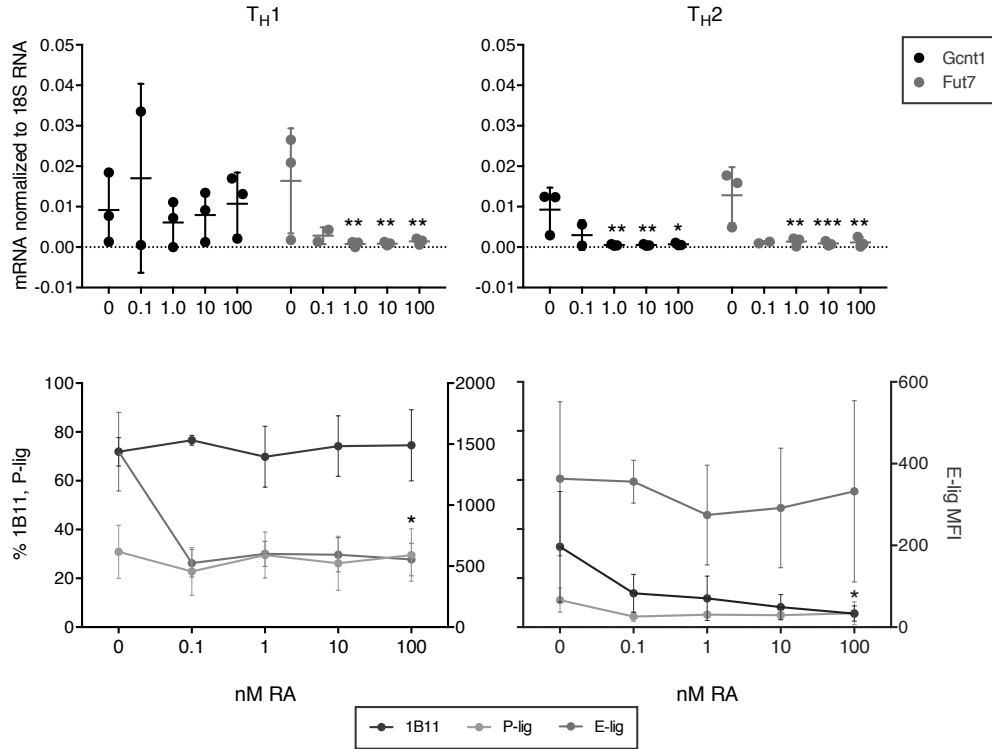 T_H1
T_H2
mRNA normalized to 18S RNA
0.05
0.04
0.03
0.02
0.01
0.00
-0.01
** ** **
0 0.1 1.0 10 100 0 0.1 1.0 10 100
0.05
0.04
0.03
0.02
0.01
0.00
-0.01
** ** * ** *** **
0 0.1 1.0 10 100 0 0.1 1.0 10 100
Gcnt1
Fut7
% 1B11, P-lig
100
80
60
40
20
0
2000
1500
1000
500
0
*
0 0.1 1 10 100
nM RA
600
400
200
0
E-lig MFI
*
0 0.1 1 10 100
nM RA
1B11 P-lig E-lig